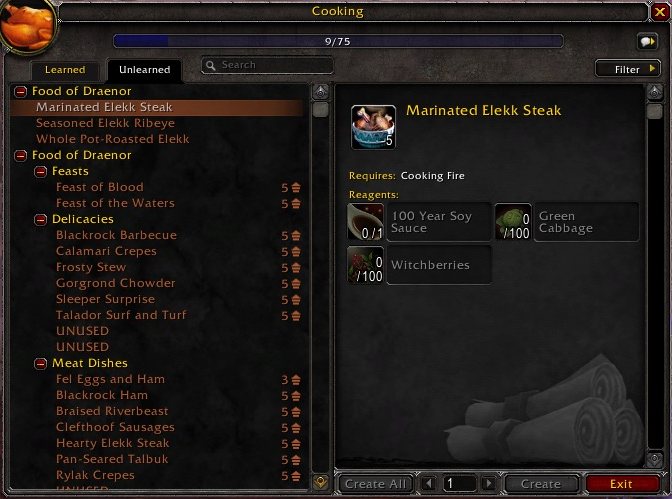 Cooking
9/75
Learned
Unlearned
Search
Filter
Food of Draenor
Marinated Elekk Steak
Seasoned Elekk Ribeye
Whole Pot-Roasted Elekk
Food of Draenor
Feasts
Feast of Blood 5
Feast of the Waters 5
Delicacies
Blackrock Barbecue 5
Calamari Crepes 5
Frosty Stew 5
Gorgrond Chowder 5
Sleeper Surprise 5
Talador Surf and Turf 5
UNUSED
UNUSED
Meat Dishes
Fel Eggs and Ham 3
Blackrock Ham 5
Braised Riverbeast 5
Clefthoof Sausages 5
Hearty Elekk Steak 5
Pan-Seared Talbuk 5
Rylak Crepes 5
UNUSED
Marinated Elekk Steak
5
Requires: Cooking Fire
Reagents:
0/1
100 Year Soy
Sauce
0
/100
Green
Cabbage
0
/100
Witchberries
Create All
1
Create
Exit